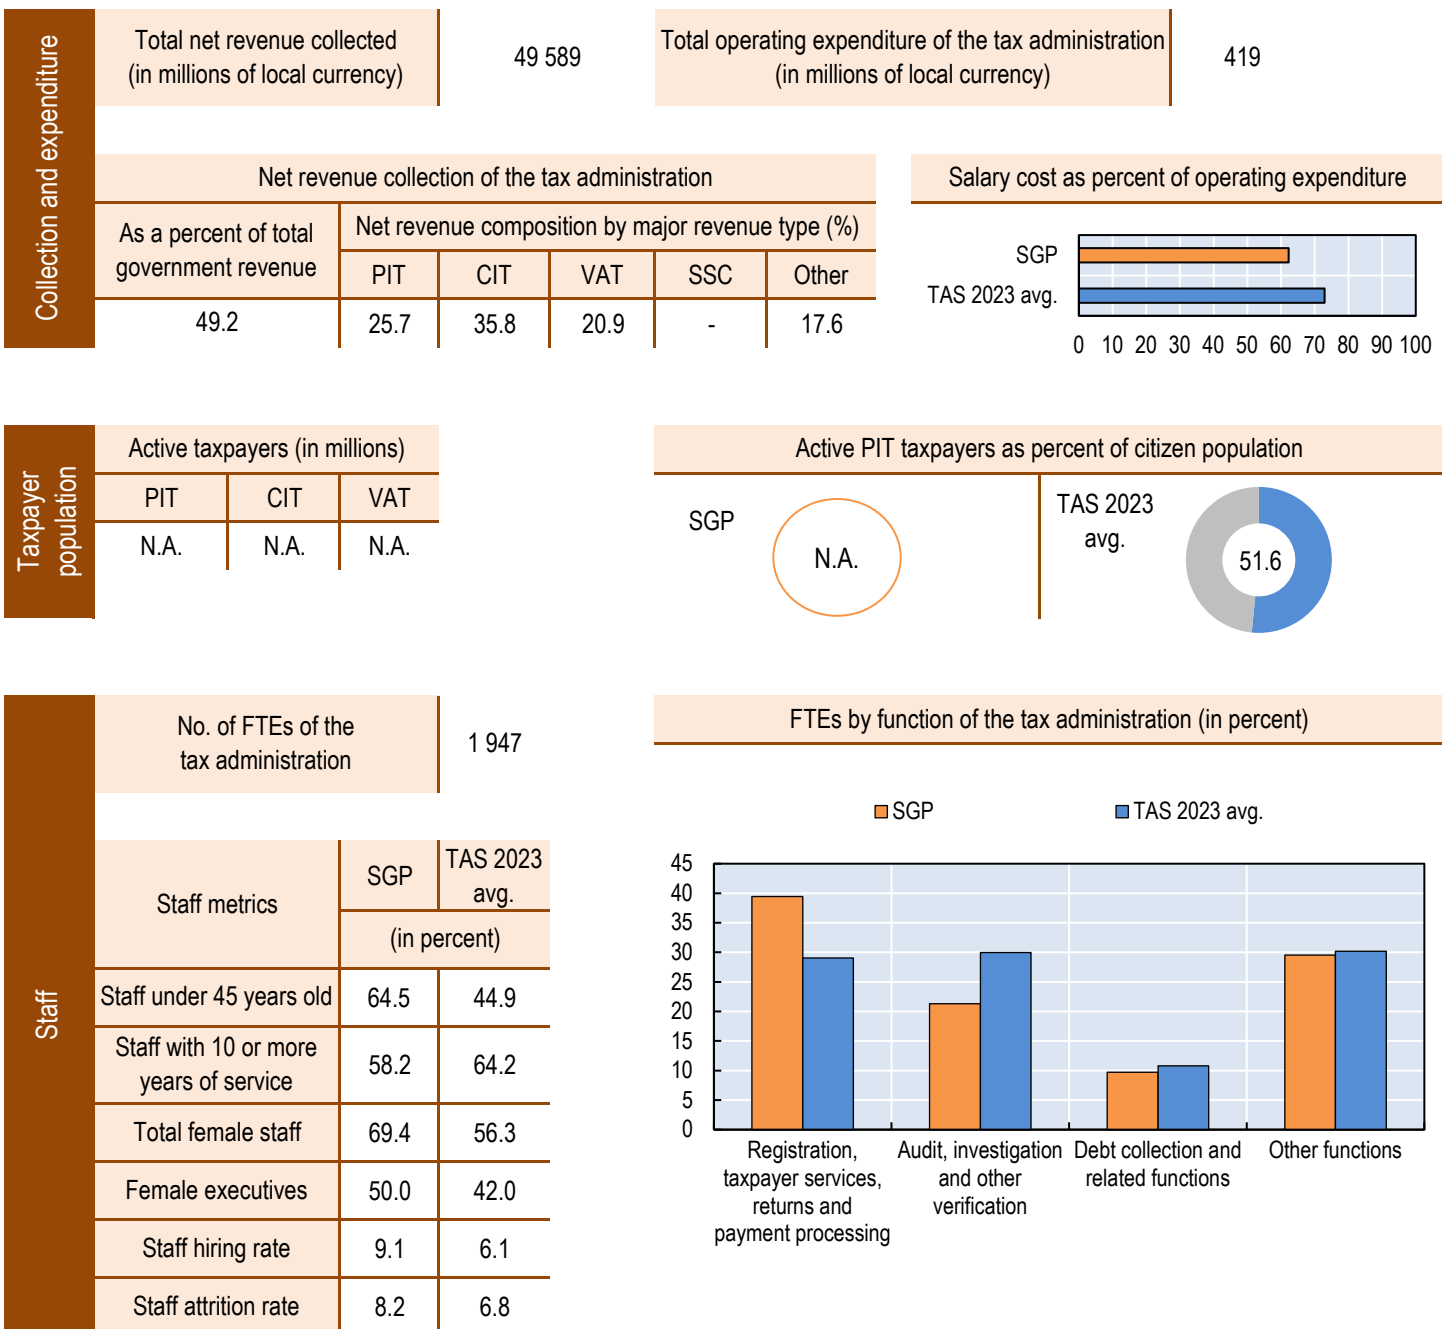 Collection and expenditure
Total net revenue collected
(in millions of local currency)
49 589
Total operating expenditure of the tax administration
(in millions of local currency)
419
Net revenue collection of the tax administration
As a percent of total
government revenue
Net revenue composition by major revenue type (%)
PIT CIT VAT SSC Other
49.2 25.7 35.8 20.9 - 17.6
Salary cost as percent of operating expenditure
SGP
TAS 2023 avg.
0 10 20 30 40 50 60 70 80 90 100
Taxpayer
population
Active taxpayers (in millions)
PIT CIT VAT
N.A. N.A. N.A.
Active PIT taxpayers as percent of citizen population
SGP
N.A.
TAS 2023
avg.
51.6
Staff
No. of FTEs of the
tax administration
1 947
Staff metrics
SGP
TAS 2023
avg.
(in percent)
Staff under 45 years old 64.5 44.9
Staff with 10 or more
years of service
58.2 64.2
Total female staff 69.4 56.3
Female executives 50.0 42.0
Staff hiring rate 9.1 6.1
Staff attrition rate 8.2 6.8
FTEs by function of the tax administration (in percent)
SGP
TAS 2023 avg.
45
40
35
30
25
20
15
10
5
0
Registration,
taxpayer services,
returns and
payment processing
Audit, investigation
and other
verification
Debt collection and
related functions
Other functions